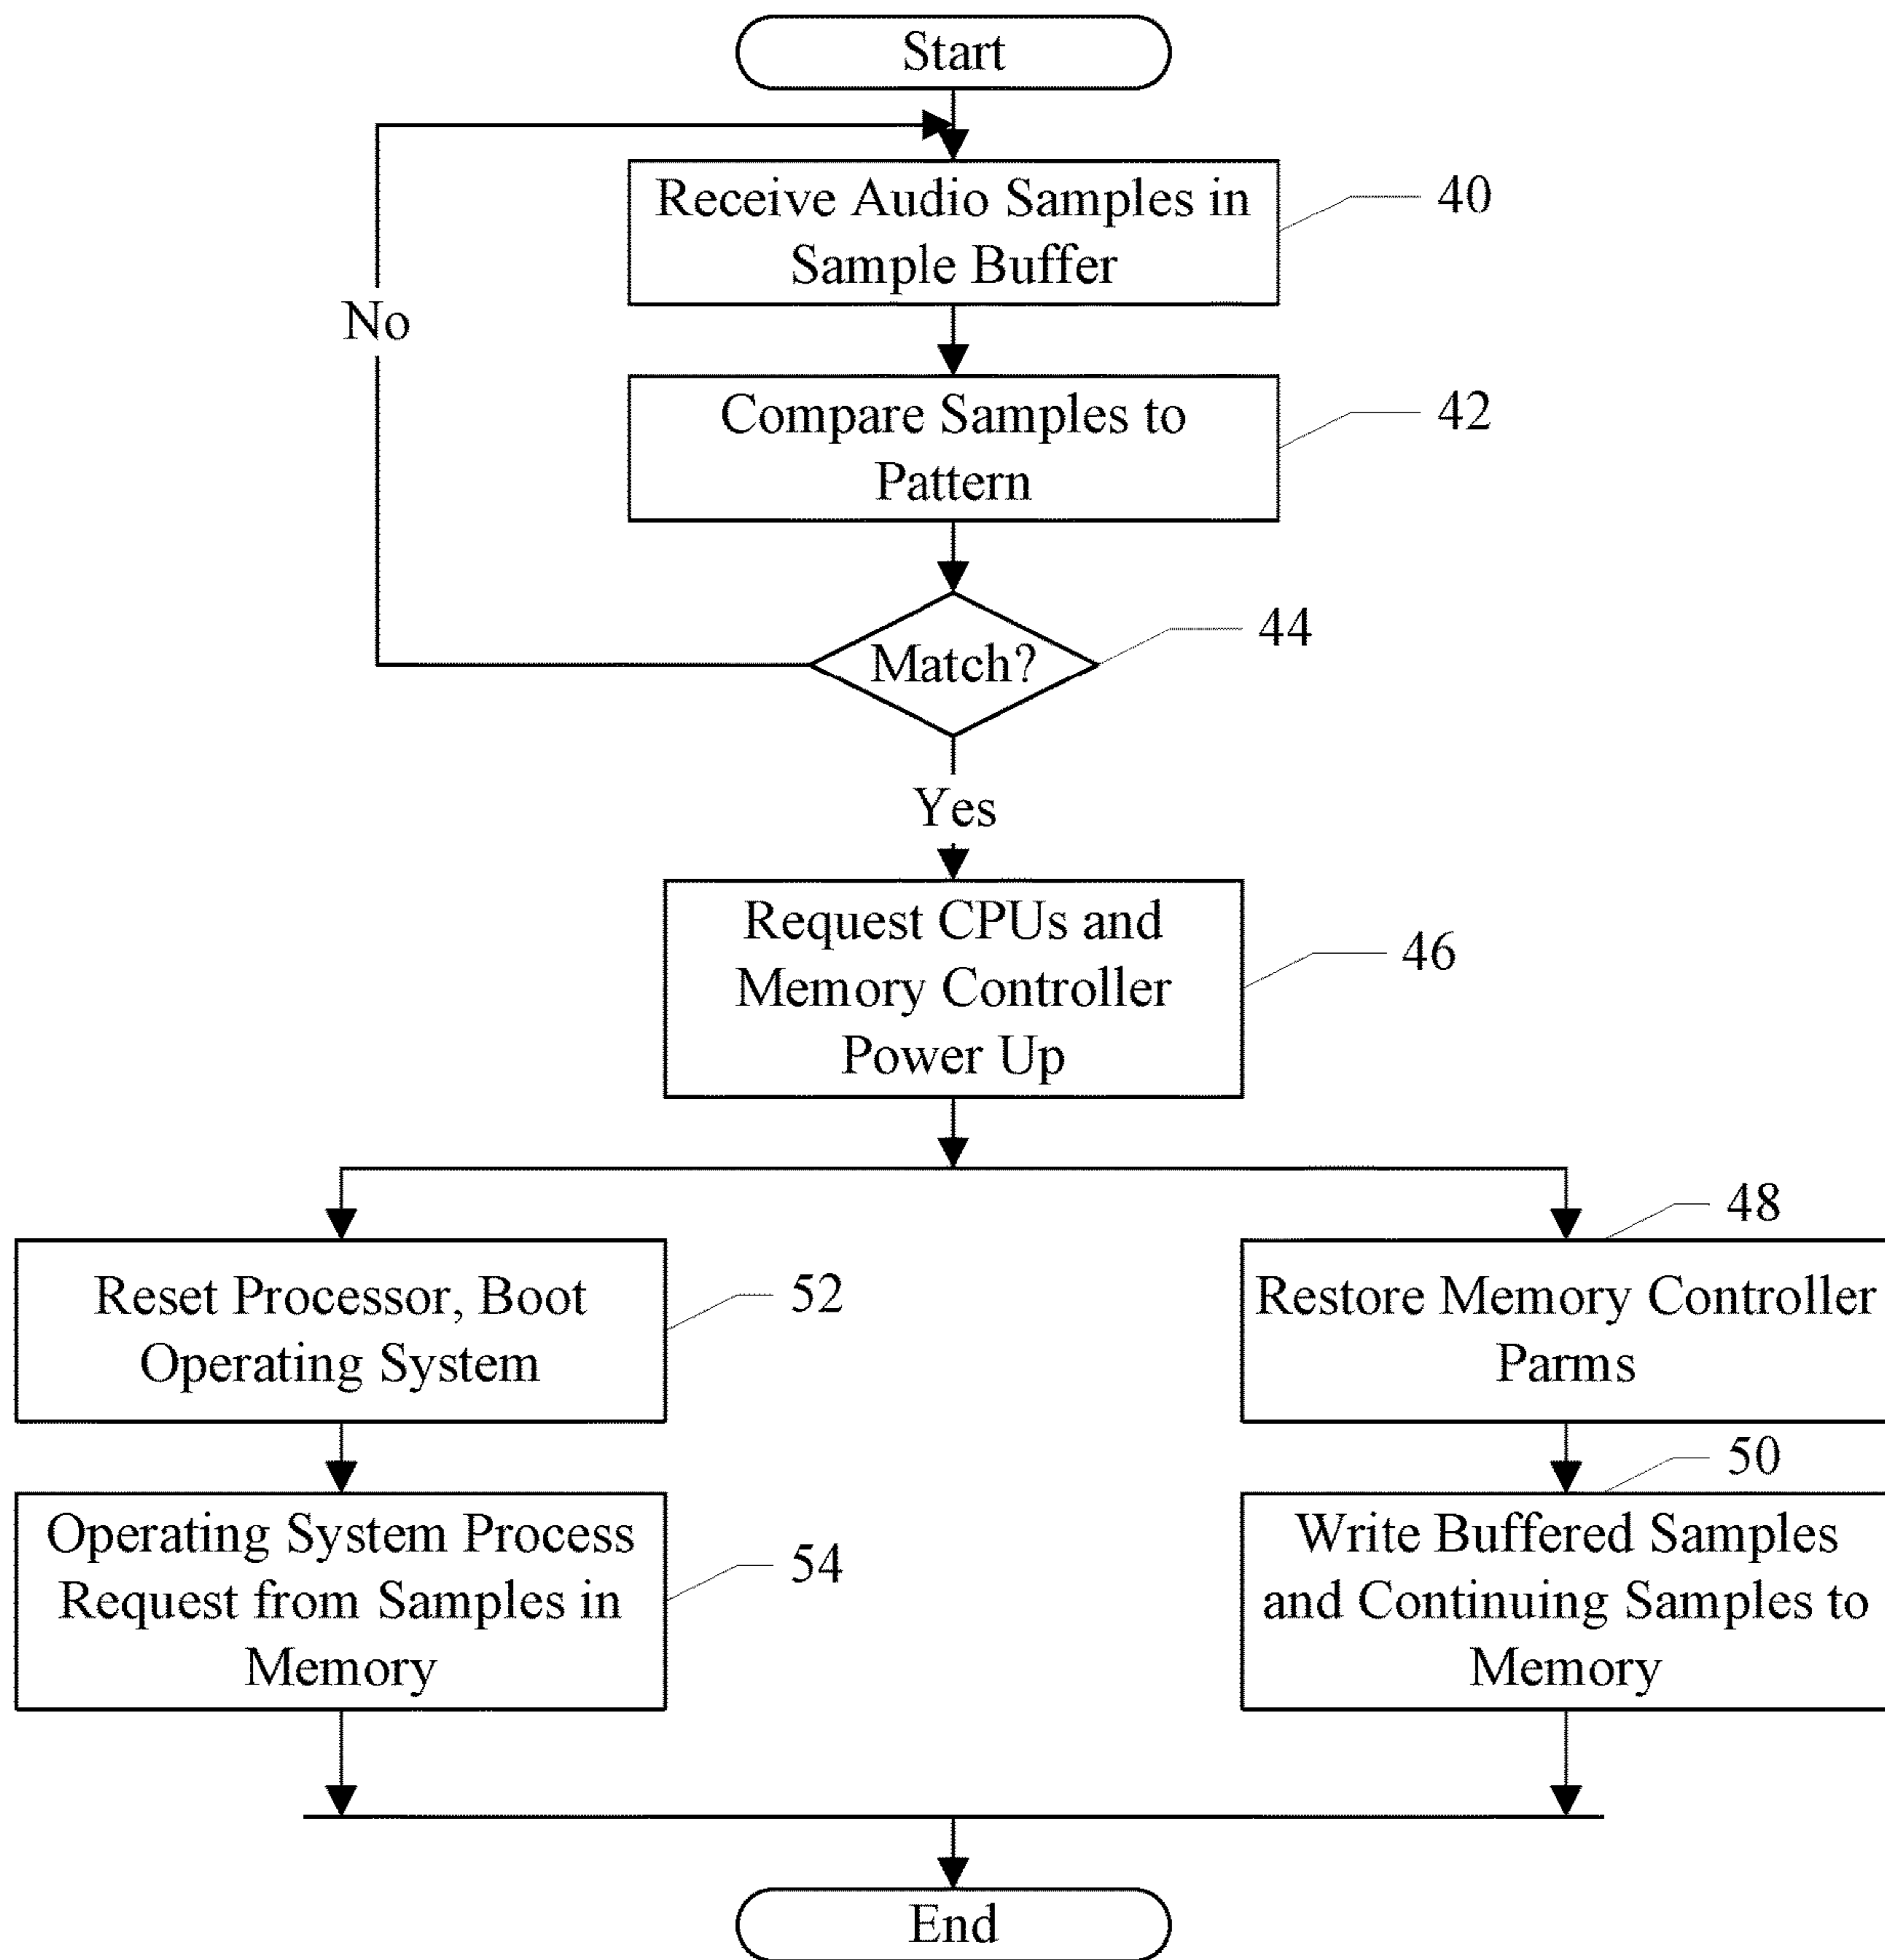 Start
Receive Audio Samples in
Sample Buffer
40
No
Compare Samples to
Pattern
42
Match?
44
Yes
Request CPUs and
Memory Controller
Power Up
46
Reset Processor, Boot
Operating System
52
48
Restore Memory Controller
Parms
Operating System Process
Request from Samples in
Memory
54
50
Write Buffered Samples
and Continuing Samples to
Memory
End